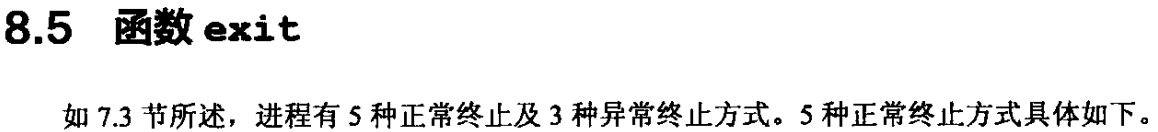 8.5 函数 exit
如 7.3 节所述，进程有 5 种正常终止及 3 种异常终止方式。5 种正常终止方式具体如下。